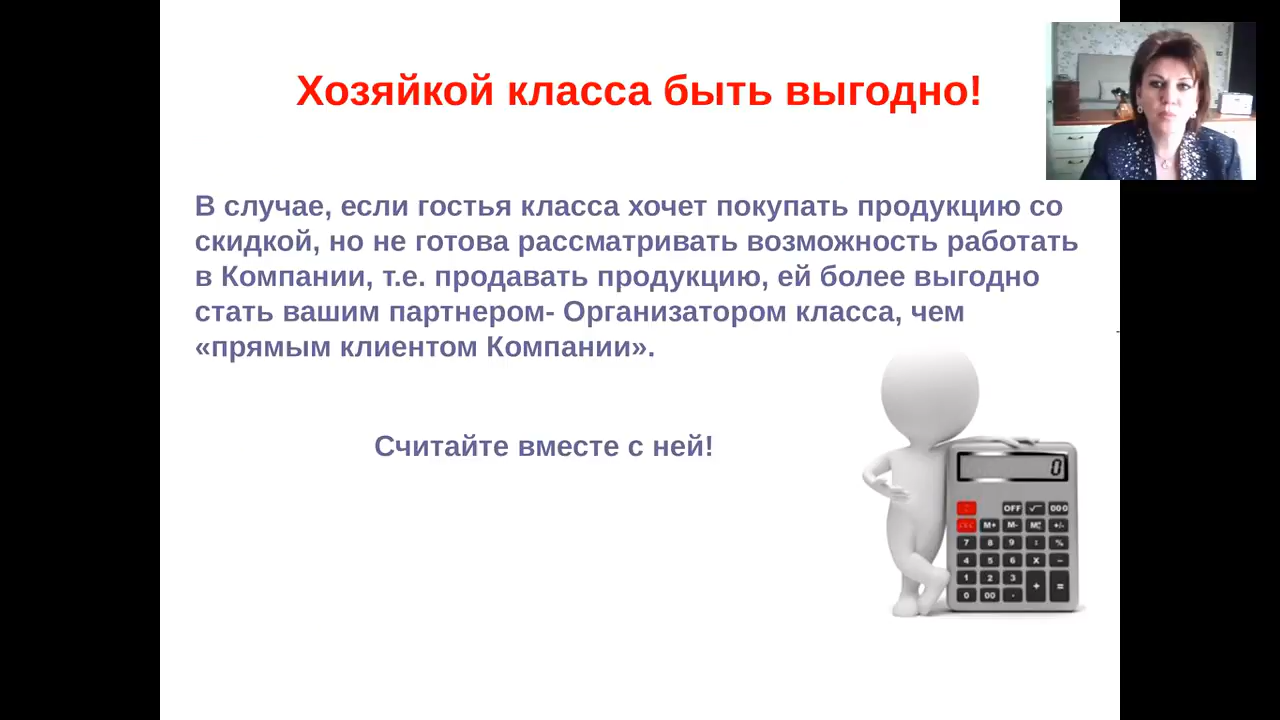 Хозяйкой класса быть выгодно!
В случае, если гостья класса хочет покупать продукцию со
скидкой, но не готова рассматривать возможность работать
в Компании, т.е. продавать продукцию, ей более выгодно
стать вашим партнером- Организатором класса, чем
«прямым клиентом Компании».
Считайте вместе с ней!
0
OFF √ 000
M+ M- +/-
7 8 9 : %
4 5 6 X −
1 2 3 + =
0 00 .